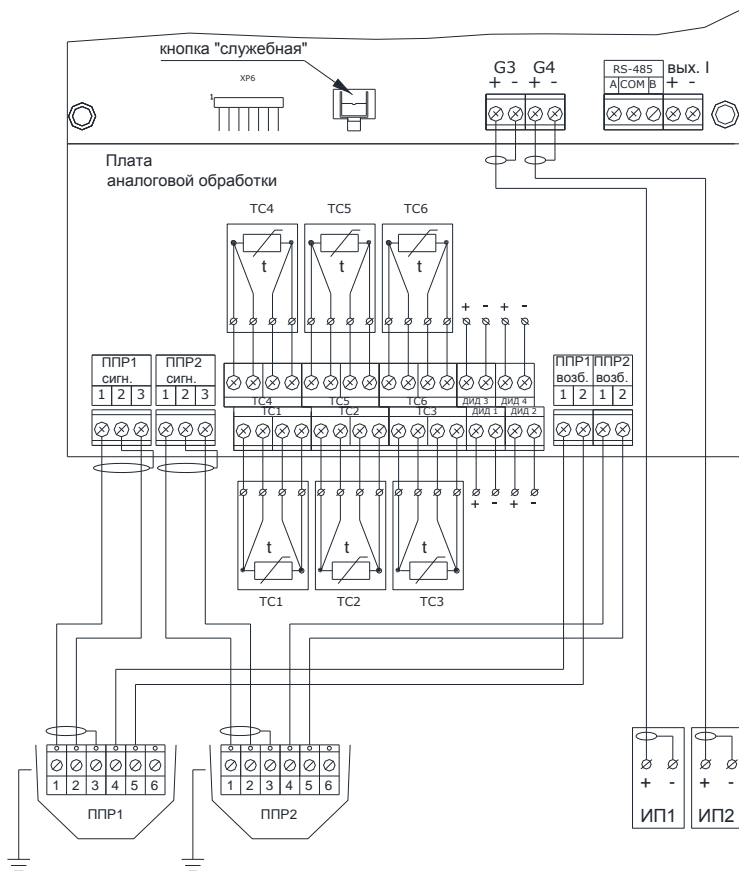 кнопка "служебная"
XP6
1
G3 G4
+ - + -
RS-485 вых. I
A COM B + -
Плата
аналоговой обработки
TC4 TC5 TC6
t t t
+ - + -
ППР1 ППР2
сигн. сигн.
1 2 3 1 2 3
ППР1 ППР2
возб. возб.
1 2 1 2
TC4 TC5 TC6 ДИД 3 ДИД 4
TC1 TC2 TC3 ДИД 1 ДИД 2
+ - + -
t t t
TC1 TC2 TC3
1 2 3 4 5 6
ППР1
1 2 3 4 5 6
ППР2
+ - + -
ИП1 ИП2